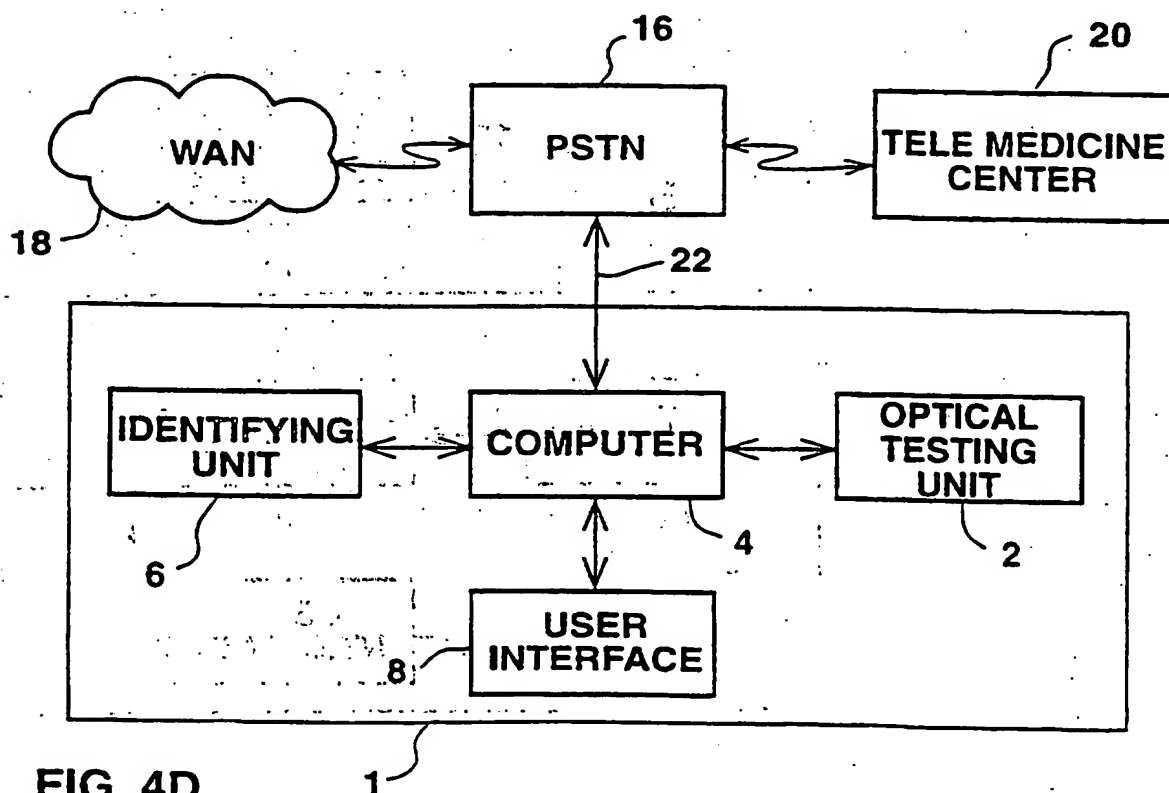 16
20
WAN
PSTN
TELE MEDICINE
CENTER
18
22
IDENTIFYING
UNIT
COMPUTER
OPTICAL
TESTING
UNIT
6
4
2
USER
INTERFACE
8
FIG. 4D
1